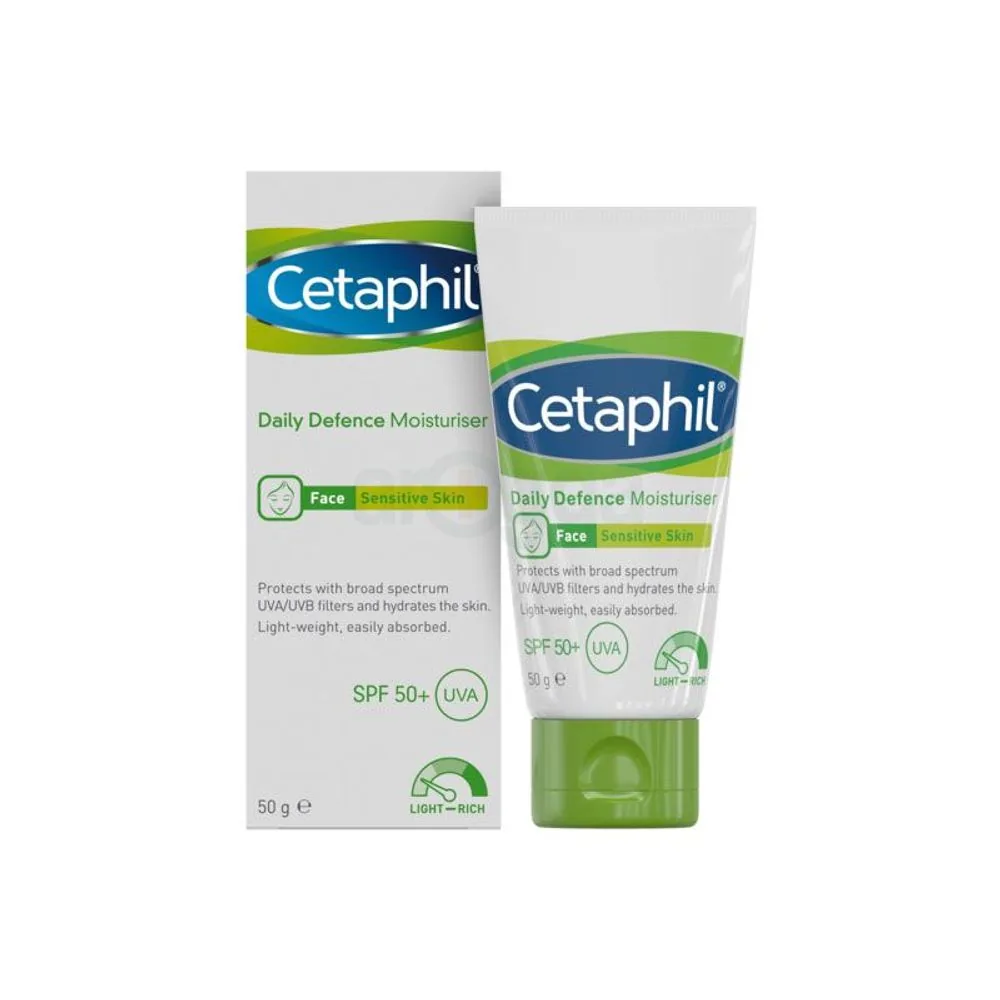 Cetaphil®
Daily Defence Moisturiser
Face Sensitive Skin
Protects with broad spectrum
UVA/UVB filters and hydrates the skin.
Light-weight, easily absorbed.
SPF 50+ UVA
50 g ℮
LIGHT – RICH
Cetaphil®
Daily Defence Moisturiser
Face Sensitive Skin
Protects with broad spectrum
UVA/UVB filters and hydrates the skin.
Light-weight, easily absorbed.
SPF 50+ UVA
50 g ℮
LIGHT – RICH